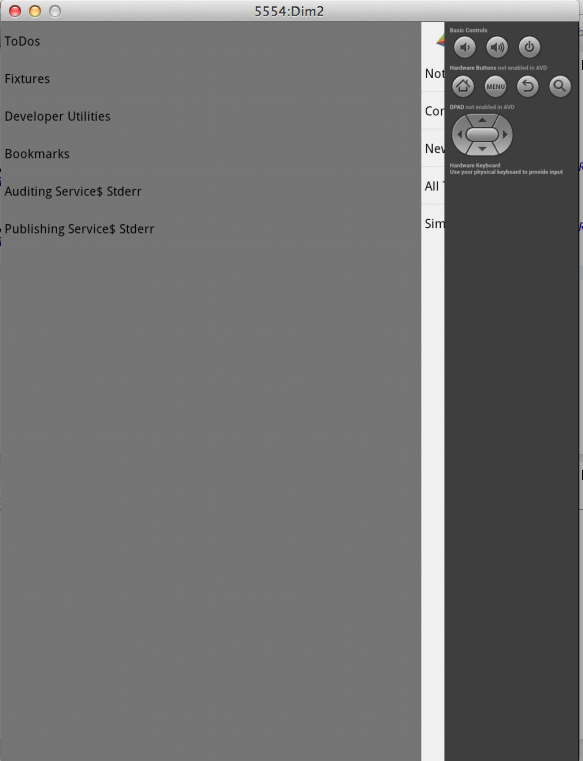 5554:Dim2
ToDos
Fixtures
Developer Utilities
Bookmarks
Auditing Service$ Stderr
Publishing Service$ Stderr
Not
Cor
Nev
All
Sim
Basic Controls
Hardware Buttons not enabled in AVD
MENU
DPAD not enabled in AVD
Hardware Keyboard
Use your physical keyboard to provide input